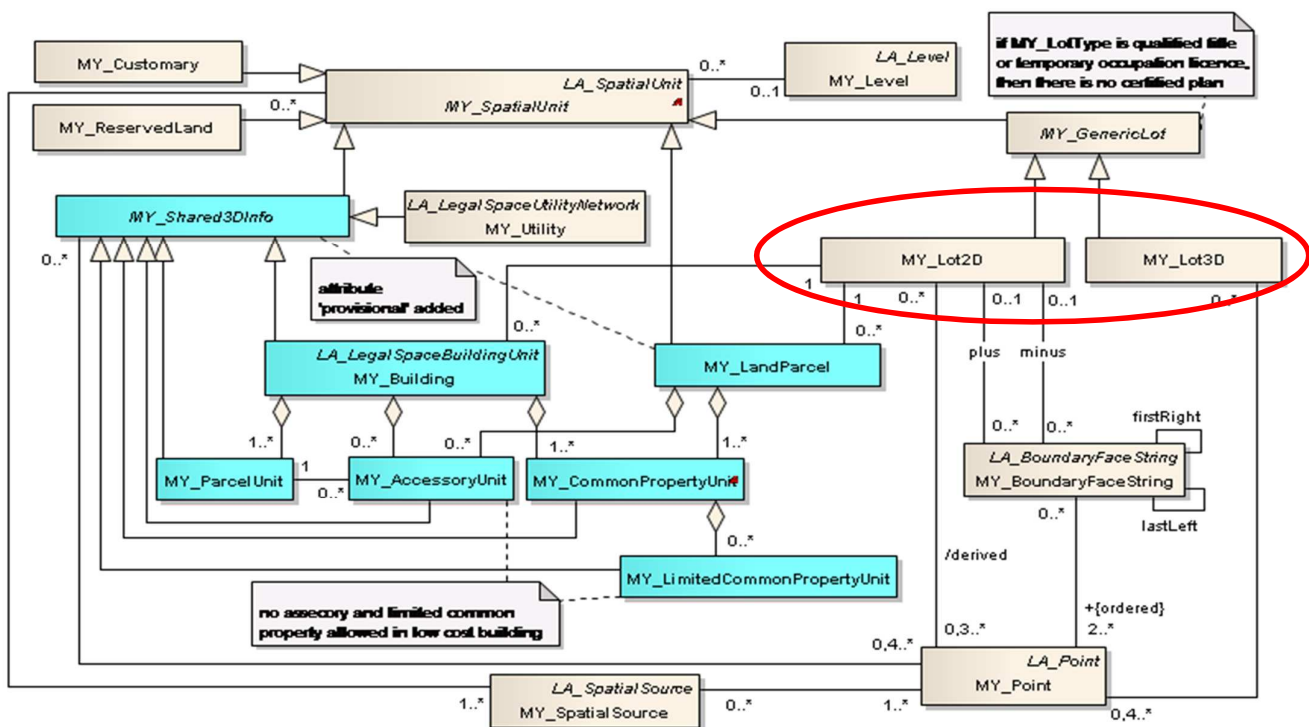 MY_Customary
MY_ReservedLand
0..*
LA_SpatialUnit
MY_SpatialUnit
0..*
0..1
LA_Level
MY_Level
if MY_LotType is qualified title
or temporary occupation licence,
then there is no certified plan
MY_GenericLot
MY_Shared3DInfo
LA_LegalSpaceUtilityNetwork
MY_Utility
MY_Lot2D
MY_Lot3D
0..*
attribute
'provisional' added
1
1
0..*
0..1
0..1
0..*
0..*
0..*
plus
minus
LA_LegalSpaceBuildingUnit
MY_Building
MY_LandParcel
1..*
0..*
0..*
1..*
1..*
0..*
0..*
firstRight
MY_ParcelUnit
1
0..*
MY_AccessoryUnit
MY_CommonPropertyUnit
LA_BoundaryFaceString
MY_BoundaryFaceString
0..*
lastLeft
0..*
MY_LimitedCommonPropertyUnit
/derived
no assecory and limited common
property allowed in low cost building
+{ordered}
2..*
0,4..*
0,3..*
LA_Point
MY_Point
1..*
LA_SpatialSource
MY_SpatialSource
0..*
1..*
0,4..*